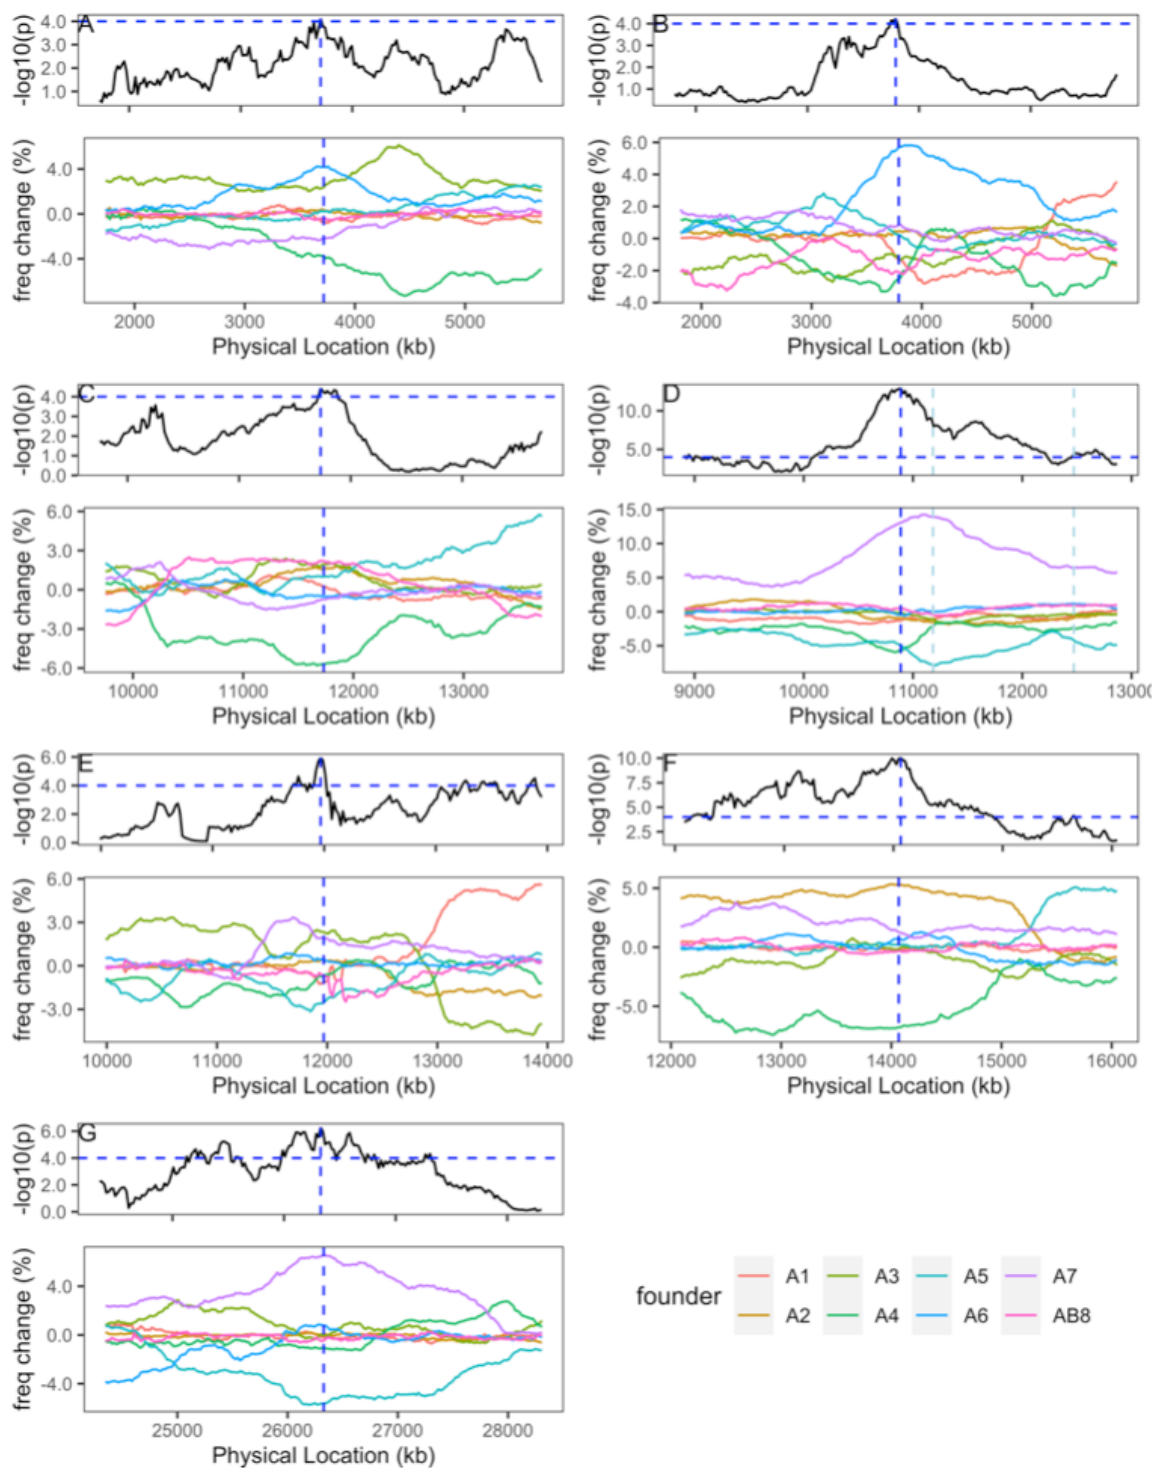 A
-log10(p)
4.0
3.0
2.0
1.0
freq change (%)
4.0
0.0
-4.0
2000 3000 4000 5000
Physical Location (kb)
B
-log10(p)
4.0
3.0
2.0
1.0
freq change (%)
6.0
4.0
2.0
0.0
-2.0
-4.0
2000 3000 4000 5000
Physical Location (kb)
C
-log10(p)
4.0
3.0
2.0
1.0
0.0
freq change (%)
6.0
3.0
0.0
-3.0
-6.0
10000 11000 12000 13000
Physical Location (kb)
D
-log10(p)
10.0
5.0
freq change (%)
15.0
10.0
5.0
0.0
-5.0
9000 10000 11000 12000 13000
Physical Location (kb)
E
-log10(p)
6.0
4.0
2.0
0.0
freq change (%)
6.0
3.0
0.0
-3.0
10000 11000 12000 13000 14000
Physical Location (kb)
F
-log10(p)
10.0
7.5
5.0
2.5
freq change (%)
5.0
0.0
-5.0
12000 13000 14000 15000 16000
Physical Location (kb)
G
-log10(p)
6.0
4.0
2.0
0.0
freq change (%)
4.0
0.0
-4.0
25000 26000 27000 28000
Physical Location (kb)
founder
A1 A3 A5 A7
A2 A4 A6 AB8